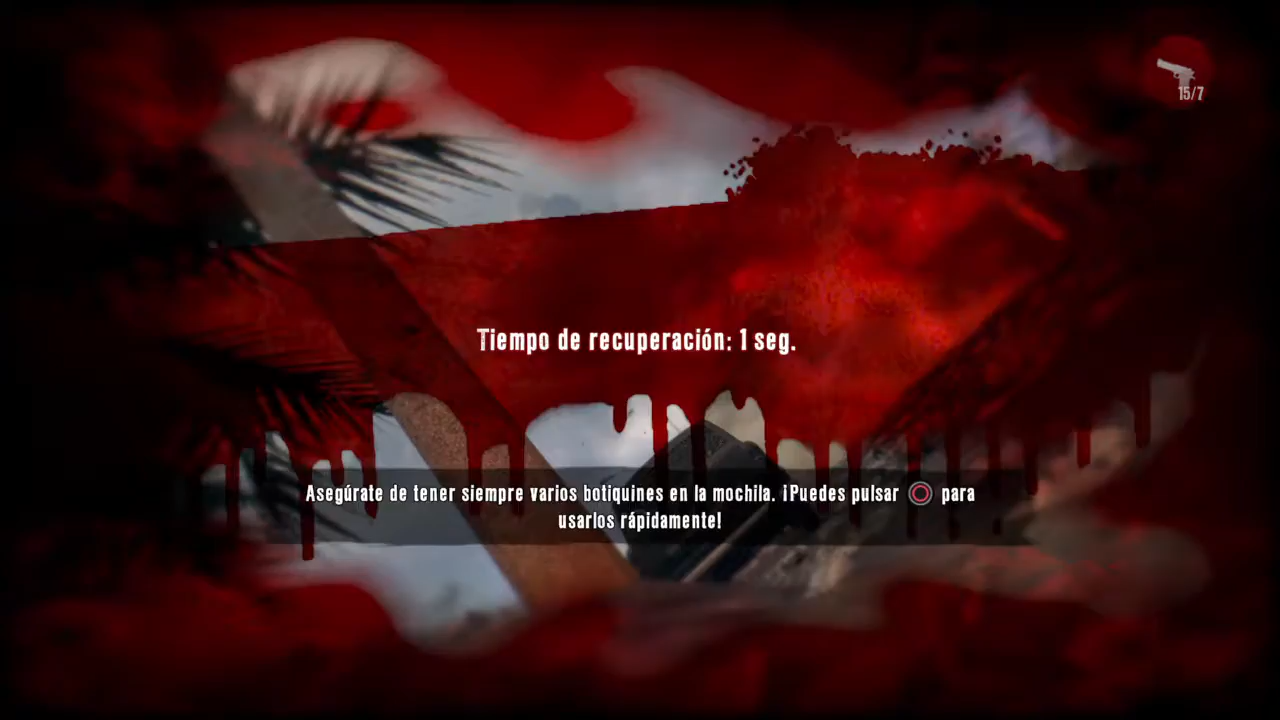 15/7
Tiempo de recuperación: 1 seg.
Asegúrate de tener siempre varios botiquines en la mochila. ¡Puedes pulsar para
usarlos rápidamente!